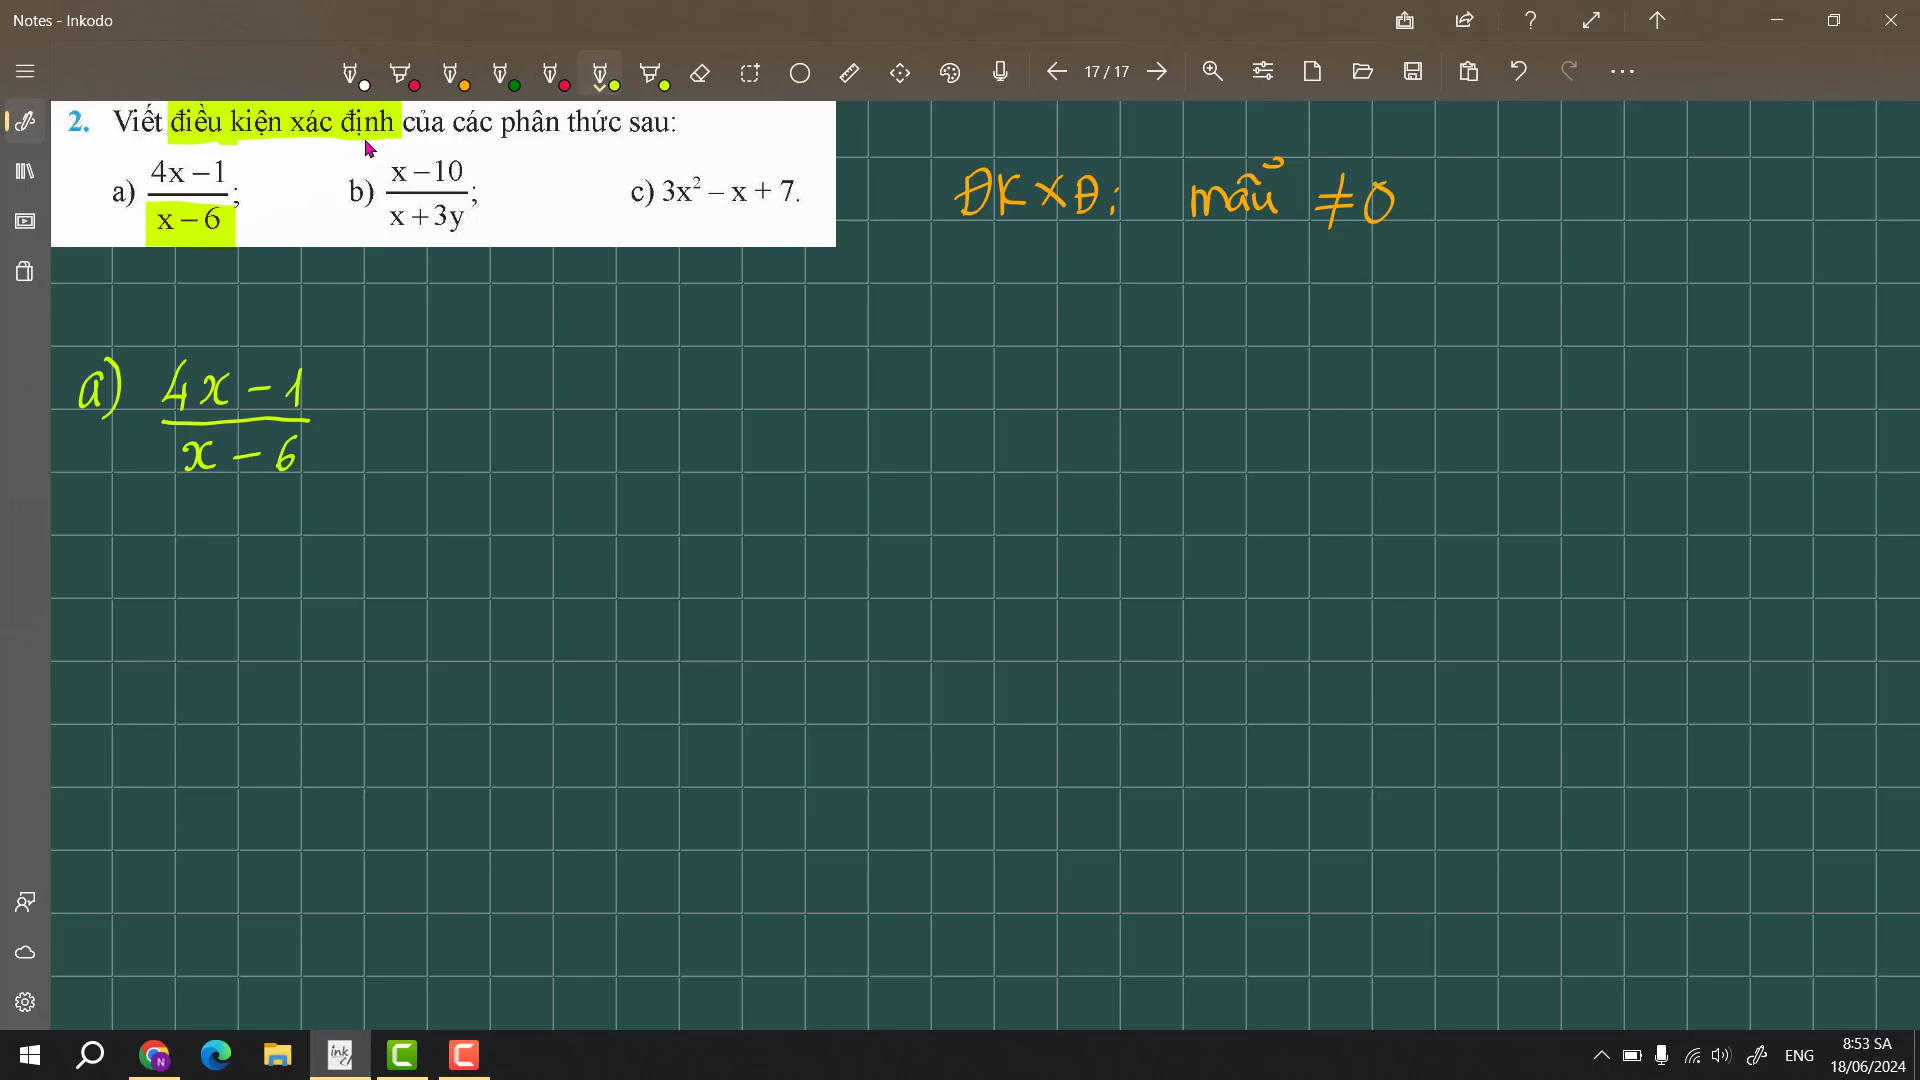 Notes - Inkodo
17 / 17
2. Viết điều kiện xác định của các phân thức sau:
a) 4x – 1 / x – 6; b) x – 10 / x + 3y; c) 3x² – x + 7.
ĐKXĐ: mẫu ≠ 0
a) 4x – 1
x – 6
ink
ENG
8:53 SA
18/06/2024